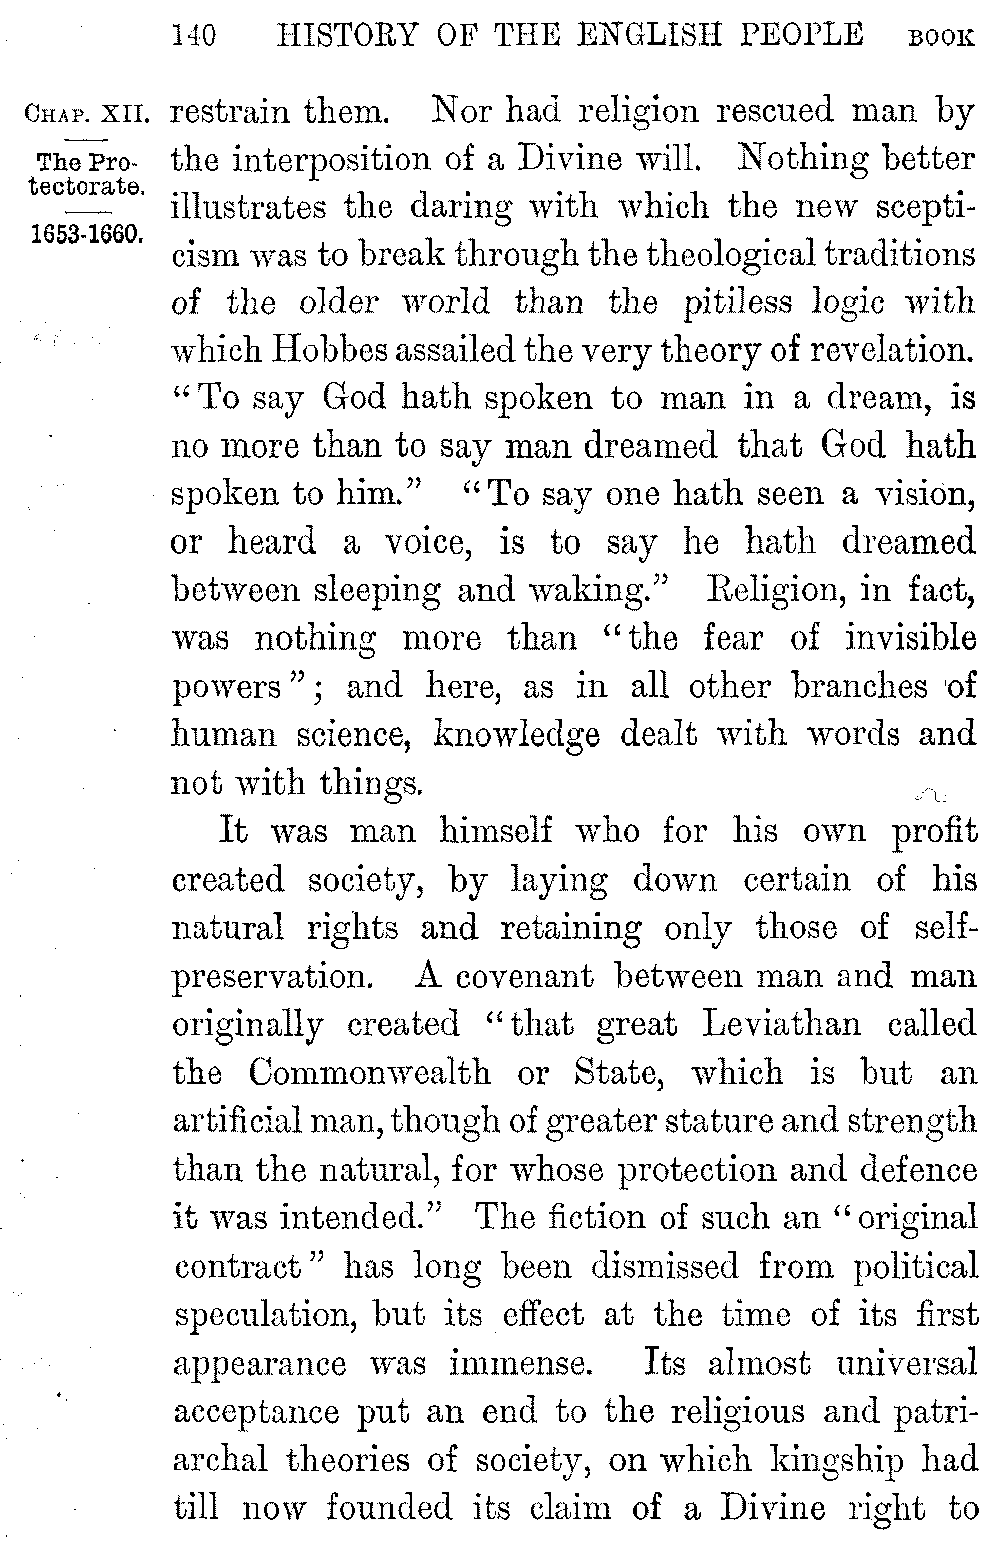 140 HISTORY OF THE ENGLISH PEOPLE BOOK
CHAP. XII.
The Pro-
tectorate.
1653-1660.
restrain them. Nor had religion rescued man by
the interposition of a Divine will. Nothing better
illustrates the daring with which the new scepti-
cism was to break through the theological traditions
of the older world than the pitiless logic with
which Hobbes assailed the very theory of revelation.
“To say God hath spoken to man in a dream, is
no more than to say man dreamed that God hath
spoken to him.” “To say one hath seen a vision,
or heard a voice, is to say he hath dreamed
between sleeping and waking.” Religion, in fact,
was nothing more than “the fear of invisible
powers”; and here, as in all other branches of
human science, knowledge dealt with words and
not with things.
It was man himself who for his own profit
created society, by laying down certain of his
natural rights and retaining only those of self-
preservation. A covenant between man and man
originally created “that great Leviathan called
the Commonwealth or State, which is but an
artificial man, though of greater stature and strength
than the natural, for whose protection and defence
it was intended.” The fiction of such an “original
contract” has long been dismissed from political
speculation, but its effect at the time of its first
appearance was immense. Its almost universal
acceptance put an end to the religious and patri-
archal theories of society, on which kingship had
till now founded its claim of a Divine right to